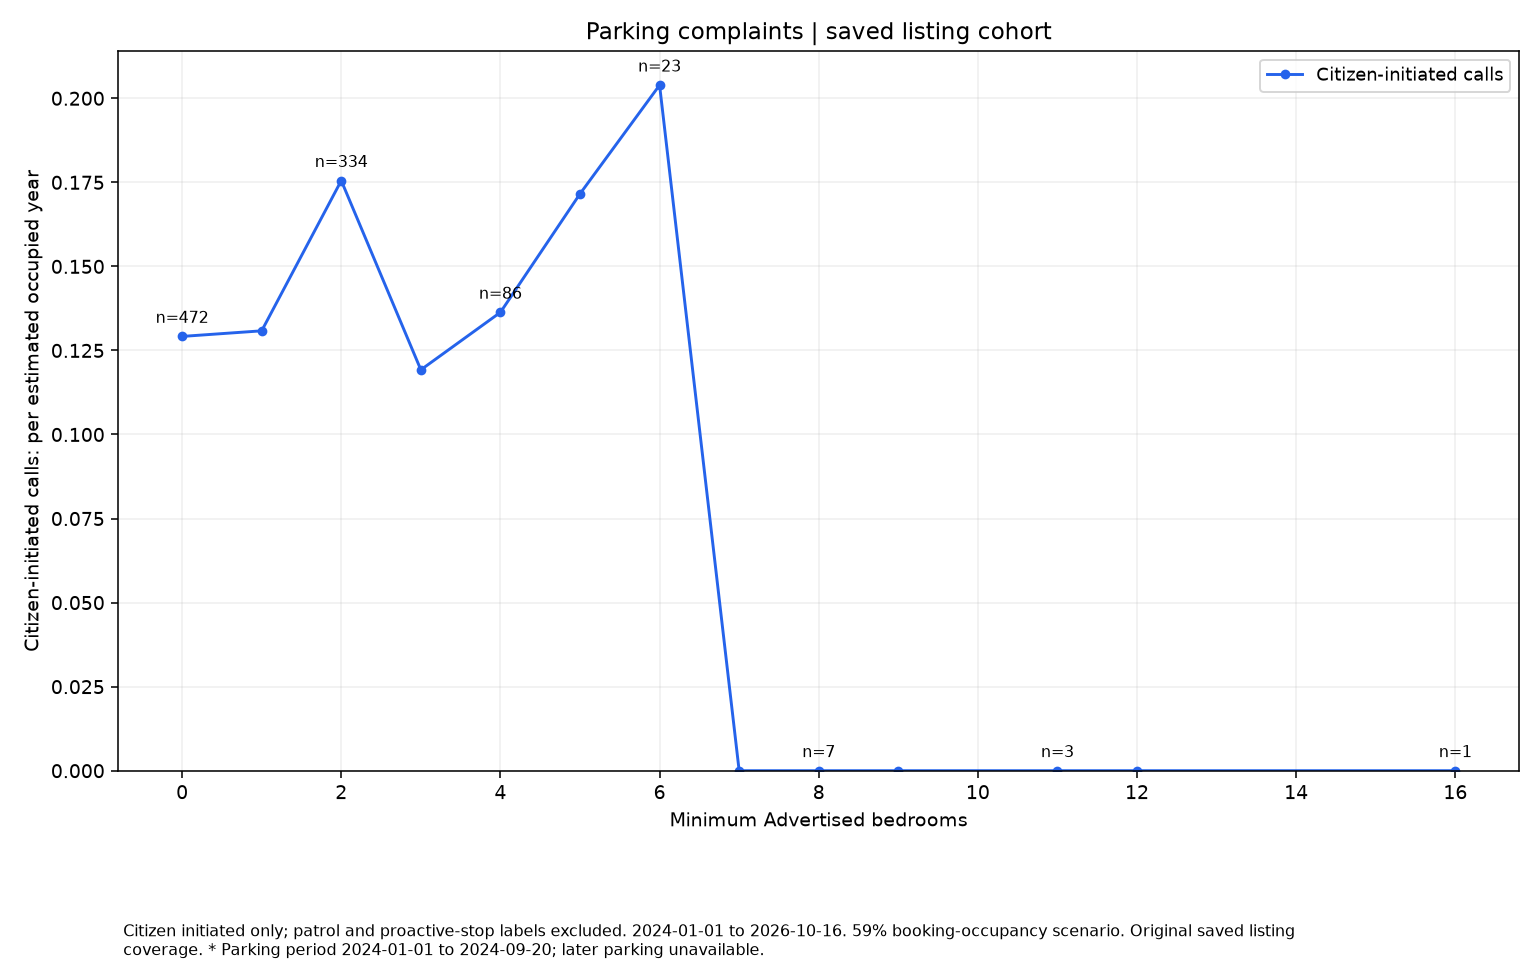 Parking complaints | saved listing cohort
Citizen-initiated calls
Citizen-initiated calls: per estimated occupied year
0.200
0.175
0.150
0.125
0.100
0.075
0.050
0.025
0.000
n=472
n=334
n=86
n=23
n=7
n=3
n=1
0 2 4 6 8 10 12 14 16
Minimum Advertised bedrooms
Citizen initiated only; patrol and proactive-stop labels excluded. 2024-01-01 to 2026-10-16. 59% booking-occupancy scenario. Original saved listing
coverage. * Parking period 2024-01-01 to 2024-09-20; later parking unavailable.